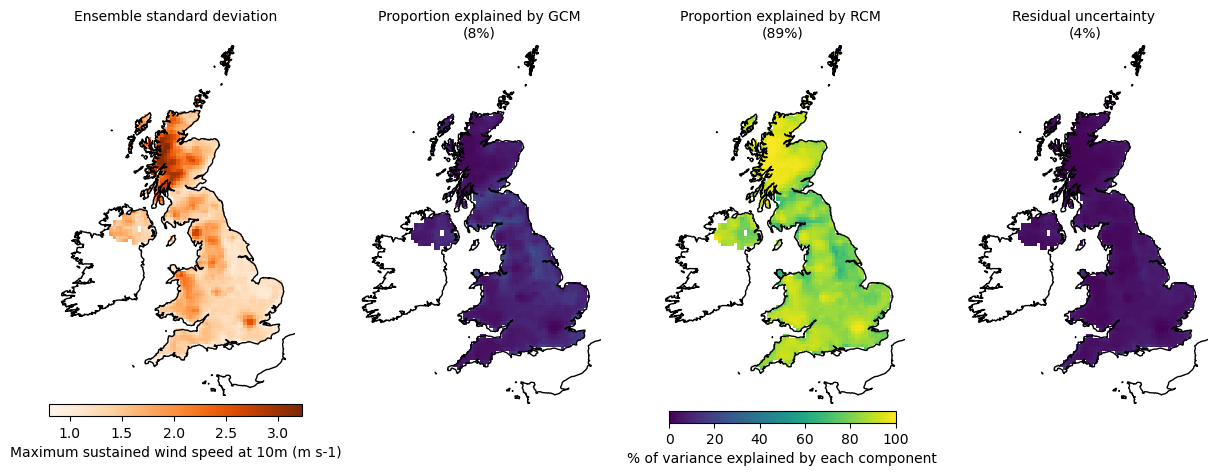 Ensemble standard deviation
Proportion explained by GCM
(8%)
Proportion explained by RCM
(89%)
Residual uncertainty
(4%)
1.0 1.5 2.0 2.5 3.0
Maximum sustained wind speed at 10m (m s-1)
0 20 40 60 80 100
% of variance explained by each component